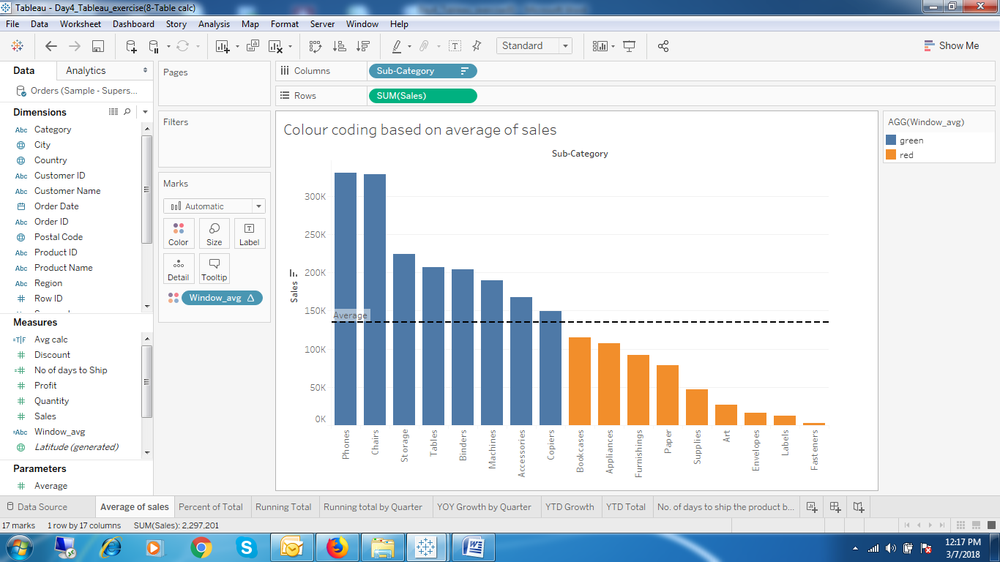 Tableau - Day4_Tableau_exercise(8-Table calc)
File Data Worksheet Dashboard Story Analysis Map Format Server Window Help
Standard
Show Me
Data
Analytics
Orders (Sample - Supers...
Dimensions
Abc Category
City
Country
Abc Customer ID
Abc Customer Name
Order Date
Abc Order ID
Postal Code
Abc Product ID
Abc Product Name
Abc Region
# Row ID
Measures
=T|F Avg calc
# Discount
=# No of days to Ship
# Profit
# Quantity
# Sales
=Abc Window_avg
Latitude (generated)
Parameters
# Average
Pages
Filters
Marks
Automatic
Color
Size
T
Label
Detail
Tooltip
Window_avg Δ
Columns
Sub-Category
Rows
SUM(Sales)
Colour coding based on average of sales
Sub-Category
Sales
300K
250K
200K
150K
100K
50K
0K
Average
Phones
Chairs
Storage
Tables
Binders
Machines
Accessories
Copiers
Bookcases
Appliances
Furnishings
Paper
Supplies
Art
Envelopes
Labels
Fasteners
AGG(Window_avg)
green
red
Data Source
Average of sales
Percent of Total
Running Total
Running total by Quarter
YOY Growth by Quarter
YTD Growth
YTD Total
No. of days to ship the product b...
17 marks 1 row by 17 columns SUM(Sales): 2,297,201
12:17 PM
3/7/2018